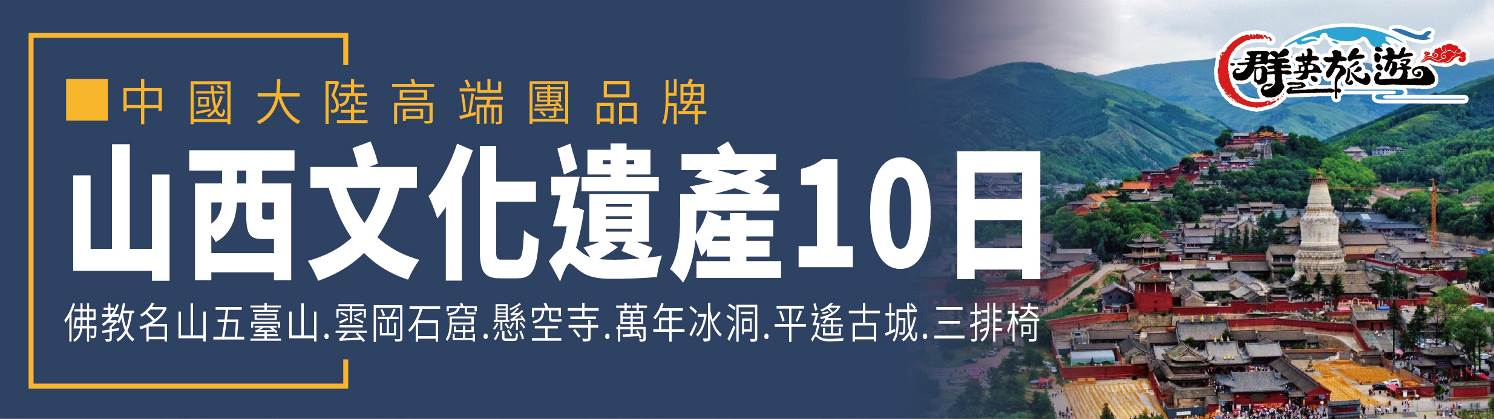 ■中國大陸高端團品牌
山西文化遺產10日
佛教名山五臺山.雲岡石窟.懸空寺.萬年冰洞.平遙古城.三排椅
群英旅遊